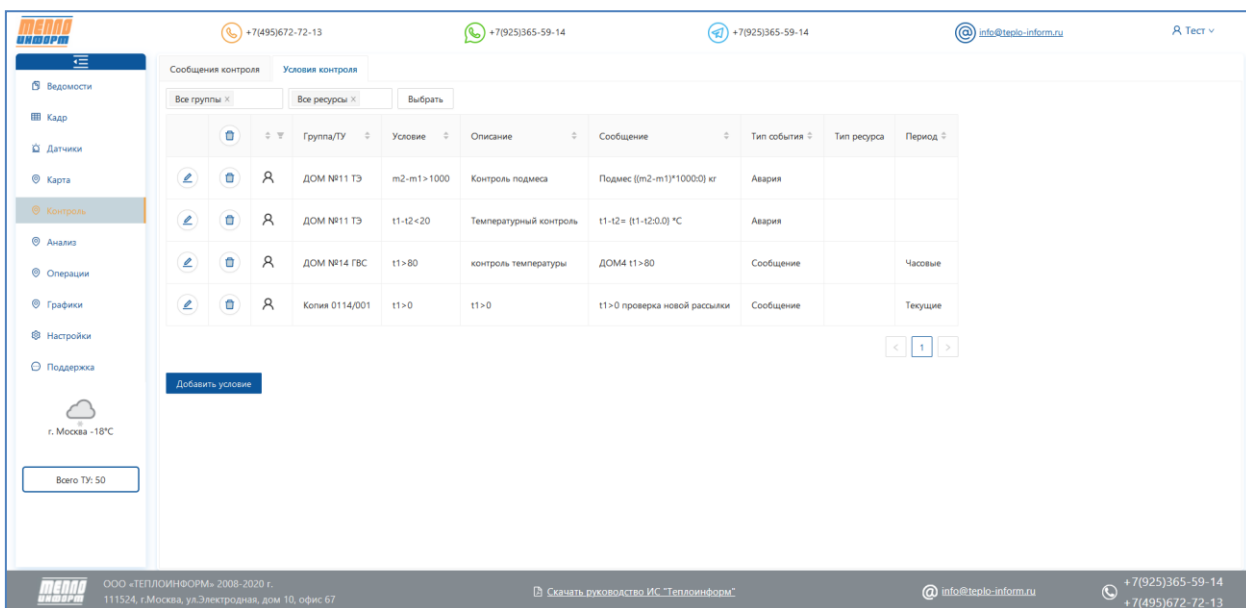 ТЕПЛО
ИНФОРМ
+7(495)672-72-13
+7(925)365-59-14
+7(925)365-59-14
info@teplo-inform.ru
Тест
Ведомости
Кадр
Датчики
Карта
Контроль
Анализ
Операции
Графики
Настройки
Поддержка
г. Москва -18°C
Всего ТУ: 50
Сообщения контроля Условия контроля
Все группы × Все ресурсы × Выбрать
Группа/ТУ Условие Описание Сообщение Тип события Тип ресурса Период
ДОМ №11 ТЭ m2-m1>1000 Контроль подмеса Подмес {(m2-m1)*1000:0} кг Авария
ДОМ №11 ТЭ t1-t2<20 Температурный контроль t1-t2= {t1-t2:0.0} °C Авария
ДОМ №14 ГВС t1>80 контроль температуры ДОМ4 t1>80 Сообщение Часовые
Копия 0114/001 t1>0 t1>0 t1>0 проверка новой рассылки Сообщение Текущие
< 1 >
Добавить условие
ТЕПЛО
ИНФОРМ
ООО «ТЕПЛОИНФОРМ» 2008-2020 г.
111524, г.Москва, ул.Электродная, дом 10, офис 67
Скачать руководство ИС "Теплоинформ"
info@teplo-inform.ru
+7(925)365-59-14
+7(495)672-72-13